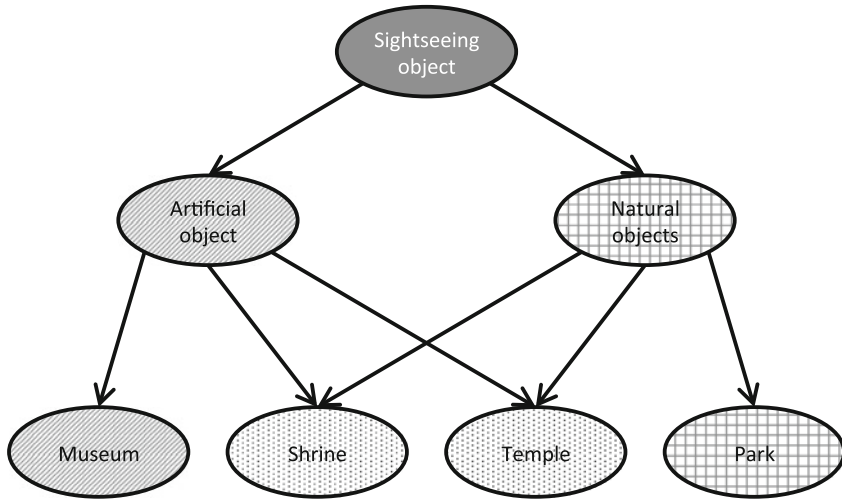 Sightseeing
object
Artificial
object
Natural
objects
Museum
Shrine
Temple
Park